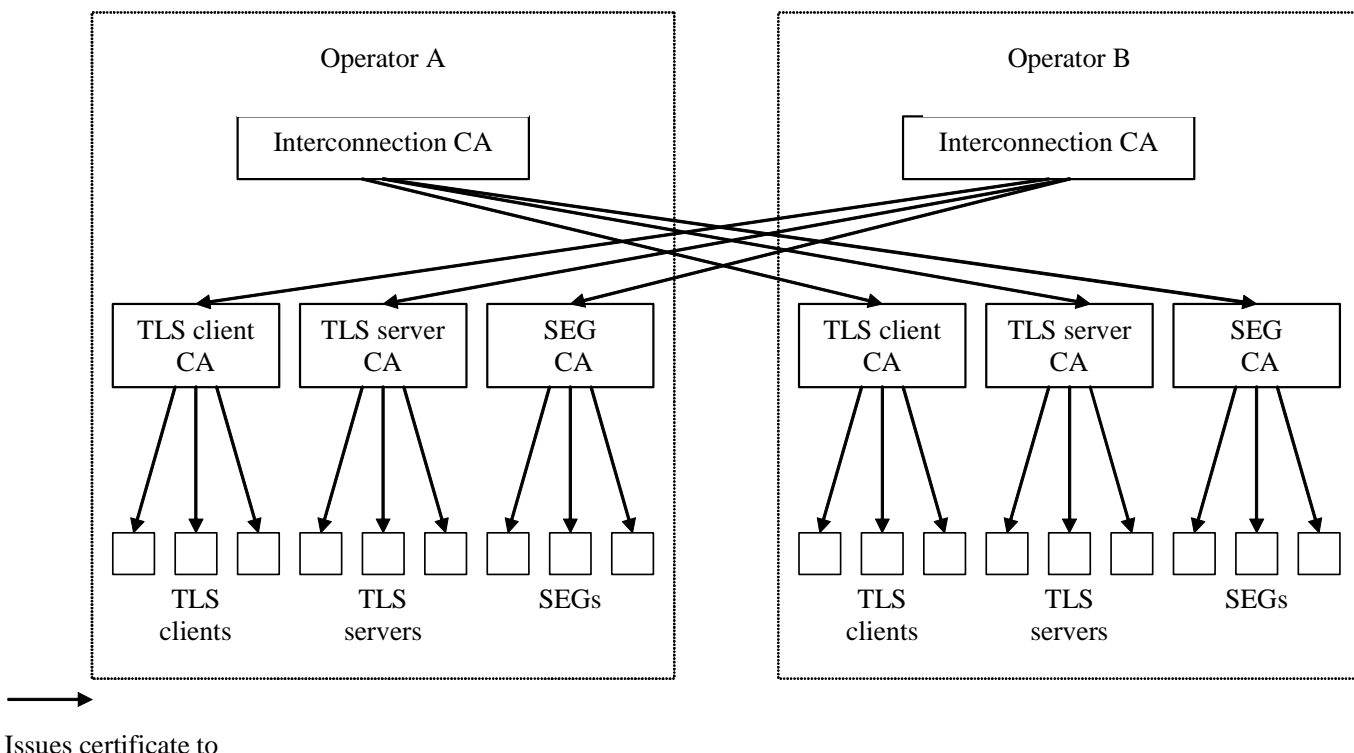 Operator A
Operator B
Interconnection CA
Interconnection CA
TLS client
CA
TLS server
CA
SEG
CA
TLS client
CA
TLS server
CA
SEG
CA
TLS
clients
TLS
servers
SEGs
TLS
clients
TLS
servers
SEGs
Issues certificate to